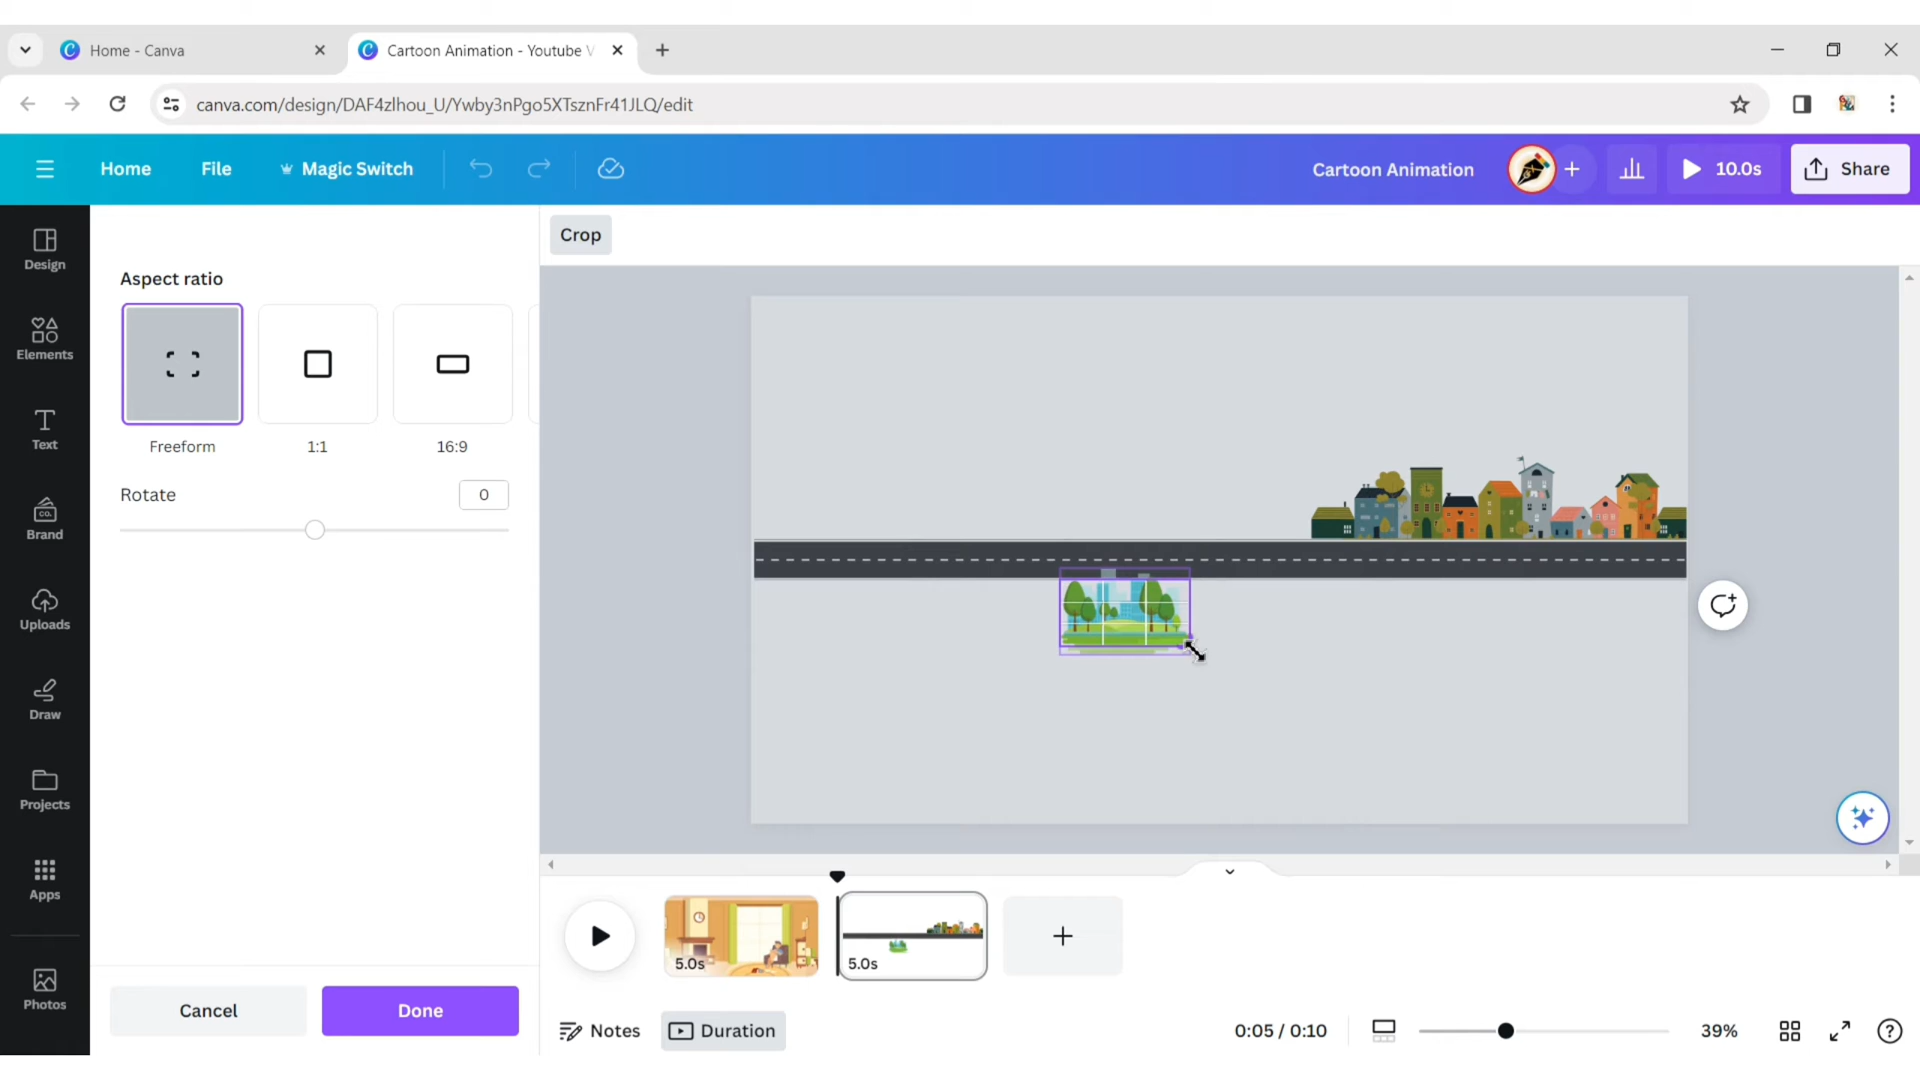 Home - Canva
Cartoon Animation - Youtube V
canva.com/design/DAF4zlhou_U/Ywby3nPgo5XTsznFr41JLQ/edit
Home
File
Magic Switch
Cartoon Animation
10.0s
Share
Design
Elements
Text
CO.
Brand
Uploads
Draw
Projects
Apps
Photos
Crop
Aspect ratio
Freeform
1:1
16:9
Rotate
0
Cancel
Done
5.0s
5.0s
Notes
Duration
0:05 / 0:10
39%